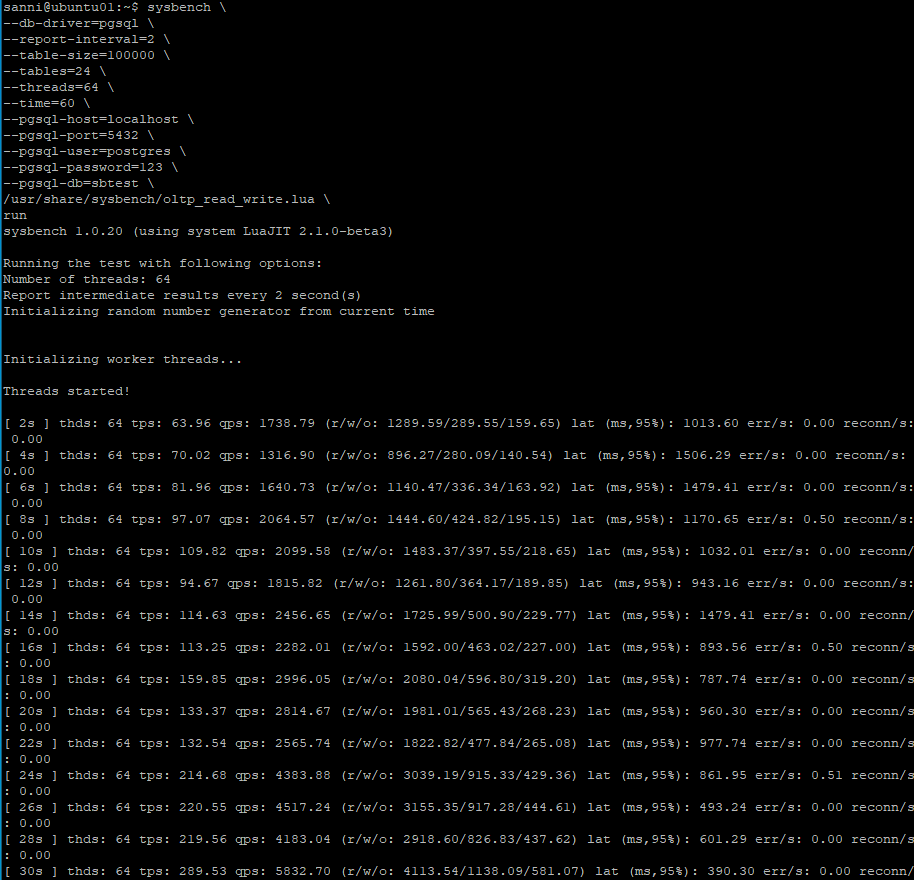 sanni@ubuntu01:~$ sysbench \
--db-driver=pgsql \
--report-interval=2 \
--table-size=100000 \
--tables=24 \
--threads=64 \
--time=60 \
--pgsql-host=localhost \
--pgsql-port=5432 \
--pgsql-user=postgres \
--pgsql-password=123 \
--pgsql-db=sbtest \
/usr/share/sysbench/oltp_read_write.lua \
run
sysbench 1.0.20 (using system LuaJIT 2.1.0-beta3)
Running the test with following options:
Number of threads: 64
Report intermediate results every 2 second(s)
Initializing random number generator from current time
Initializing worker threads...
Threads started!
[ 2s ] thds: 64 tps: 63.96 qps: 1738.79 (r/w/o: 1289.59/289.55/159.65) lat (ms,95%): 1013.60 err/s: 0.00 reconn/s:
0.00
[ 4s ] thds: 64 tps: 70.02 qps: 1316.90 (r/w/o: 896.27/280.09/140.54) lat (ms,95%): 1506.29 err/s: 0.00 reconn/s:
0.00
[ 6s ] thds: 64 tps: 81.96 qps: 1640.73 (r/w/o: 1140.47/336.34/163.92) lat (ms,95%): 1479.41 err/s: 0.00 reconn/s:
0.00
[ 8s ] thds: 64 tps: 97.07 qps: 2064.57 (r/w/o: 1444.60/424.82/195.15) lat (ms,95%): 1170.65 err/s: 0.50 reconn/s:
0.00
[ 10s ] thds: 64 tps: 109.82 qps: 2099.58 (r/w/o: 1483.37/397.55/218.65) lat (ms,95%): 1032.01 err/s: 0.00 reconn/
s: 0.00
[ 12s ] thds: 64 tps: 94.67 qps: 1815.82 (r/w/o: 1261.80/364.17/189.85) lat (ms,95%): 943.16 err/s: 0.00 reconn/s:
0.00
[ 14s ] thds: 64 tps: 114.63 qps: 2456.65 (r/w/o: 1725.99/500.90/229.77) lat (ms,95%): 1479.41 err/s: 0.00 reconn/
s: 0.00
[ 16s ] thds: 64 tps: 113.25 qps: 2282.01 (r/w/o: 1592.00/463.02/227.00) lat (ms,95%): 893.56 err/s: 0.50 reconn/s
: 0.00
[ 18s ] thds: 64 tps: 159.85 qps: 2996.05 (r/w/o: 2080.04/596.80/319.20) lat (ms,95%): 787.74 err/s: 0.00 reconn/s
: 0.00
[ 20s ] thds: 64 tps: 133.37 qps: 2814.67 (r/w/o: 1981.01/565.43/268.23) lat (ms,95%): 960.30 err/s: 0.00 reconn/s
: 0.00
[ 22s ] thds: 64 tps: 132.54 qps: 2565.74 (r/w/o: 1822.82/477.84/265.08) lat (ms,95%): 977.74 err/s: 0.00 reconn/s
: 0.00
[ 24s ] thds: 64 tps: 214.68 qps: 4383.88 (r/w/o: 3039.19/915.33/429.36) lat (ms,95%): 861.95 err/s: 0.51 reconn/s
: 0.00
[ 26s ] thds: 64 tps: 220.55 qps: 4517.24 (r/w/o: 3155.35/917.28/444.61) lat (ms,95%): 493.24 err/s: 0.00 reconn/s
: 0.00
[ 28s ] thds: 64 tps: 219.56 qps: 4183.04 (r/w/o: 2918.60/826.83/437.62) lat (ms,95%): 601.29 err/s: 0.00 reconn/s
: 0.00
[ 30s ] thds: 64 tps: 289.53 qps: 5832.70 (r/w/o: 4113.54/1138.09/581.07) lat (ms,95%): 390.30 err/s: 0.00 reconn/